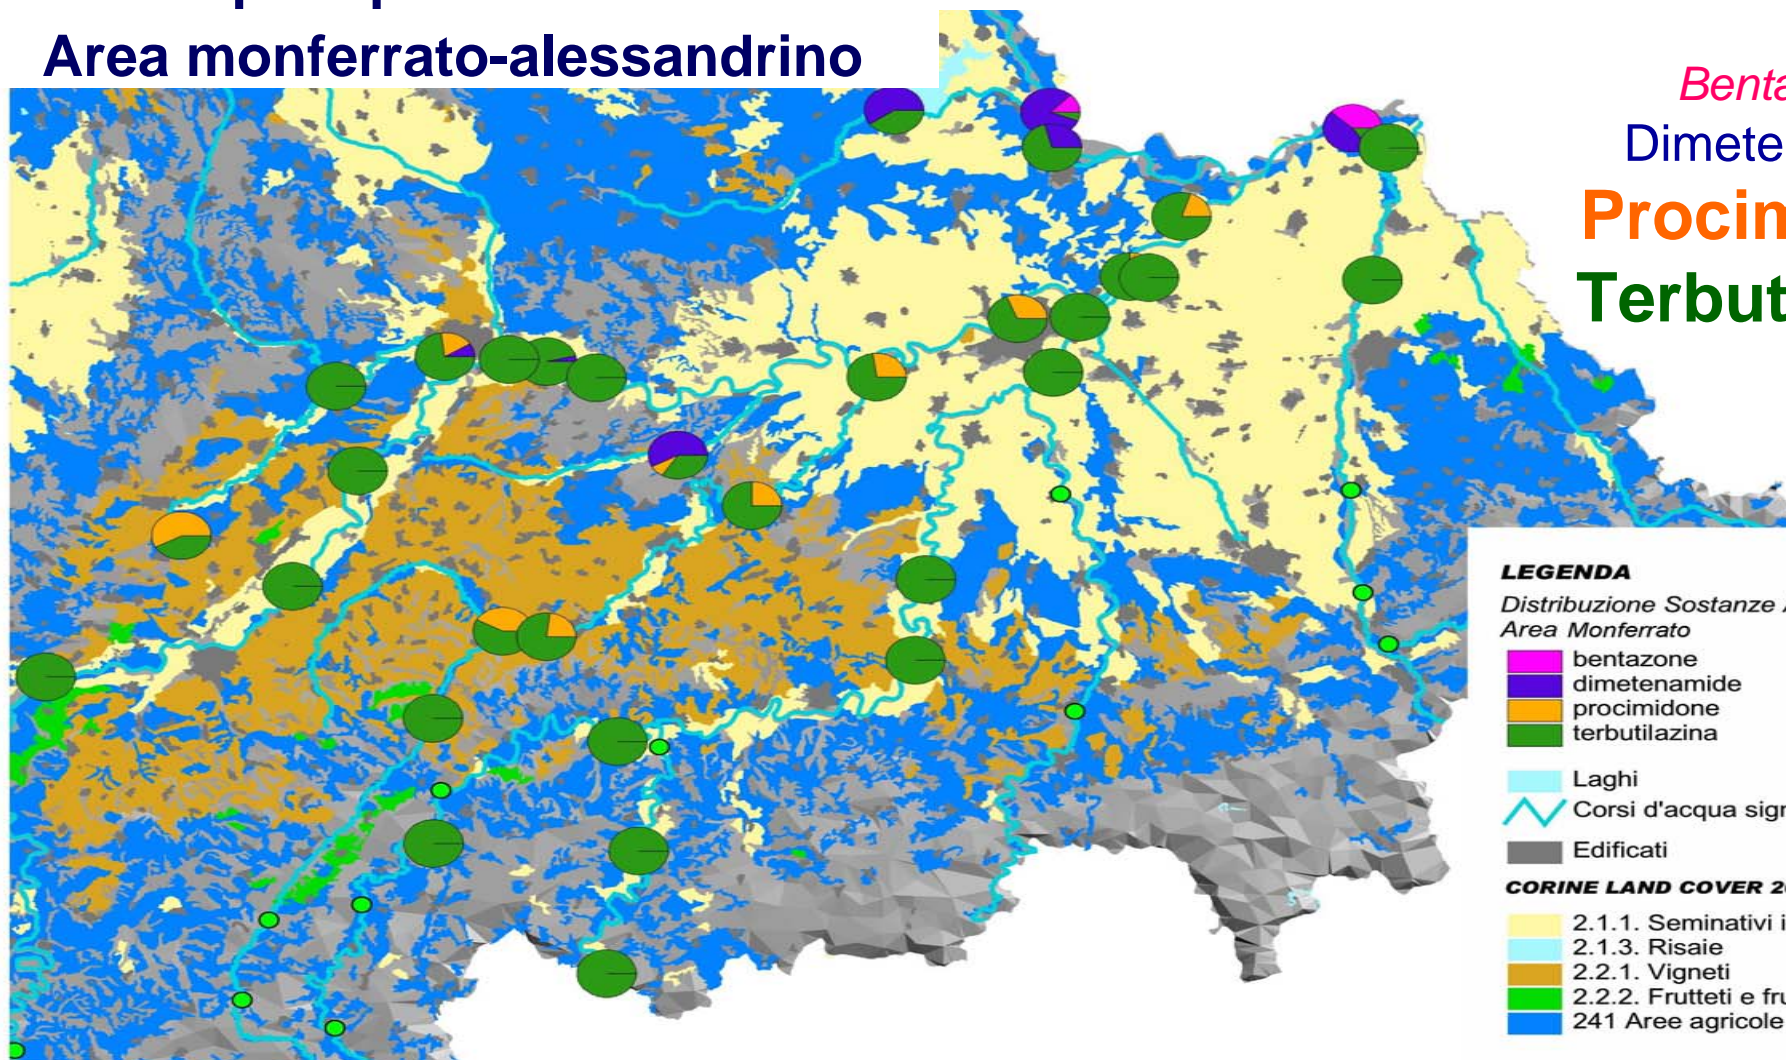 Area monferrato-alessandrino
Benta
Dimete
Procin
Terbut
LEGENDA
Distribuzione Sostanze
Area Monferrato
bentazone
dimetenamide
procimidone
terbutilazina
Laghi
Corsi d'acqua sign
Edificati
CORINE LAND COVER 20
2.1.1. Seminativi i
2.1.3. Risaie
2.2.1. Vigneti
2.2.2. Frutteti e fru
241 Aree agricole